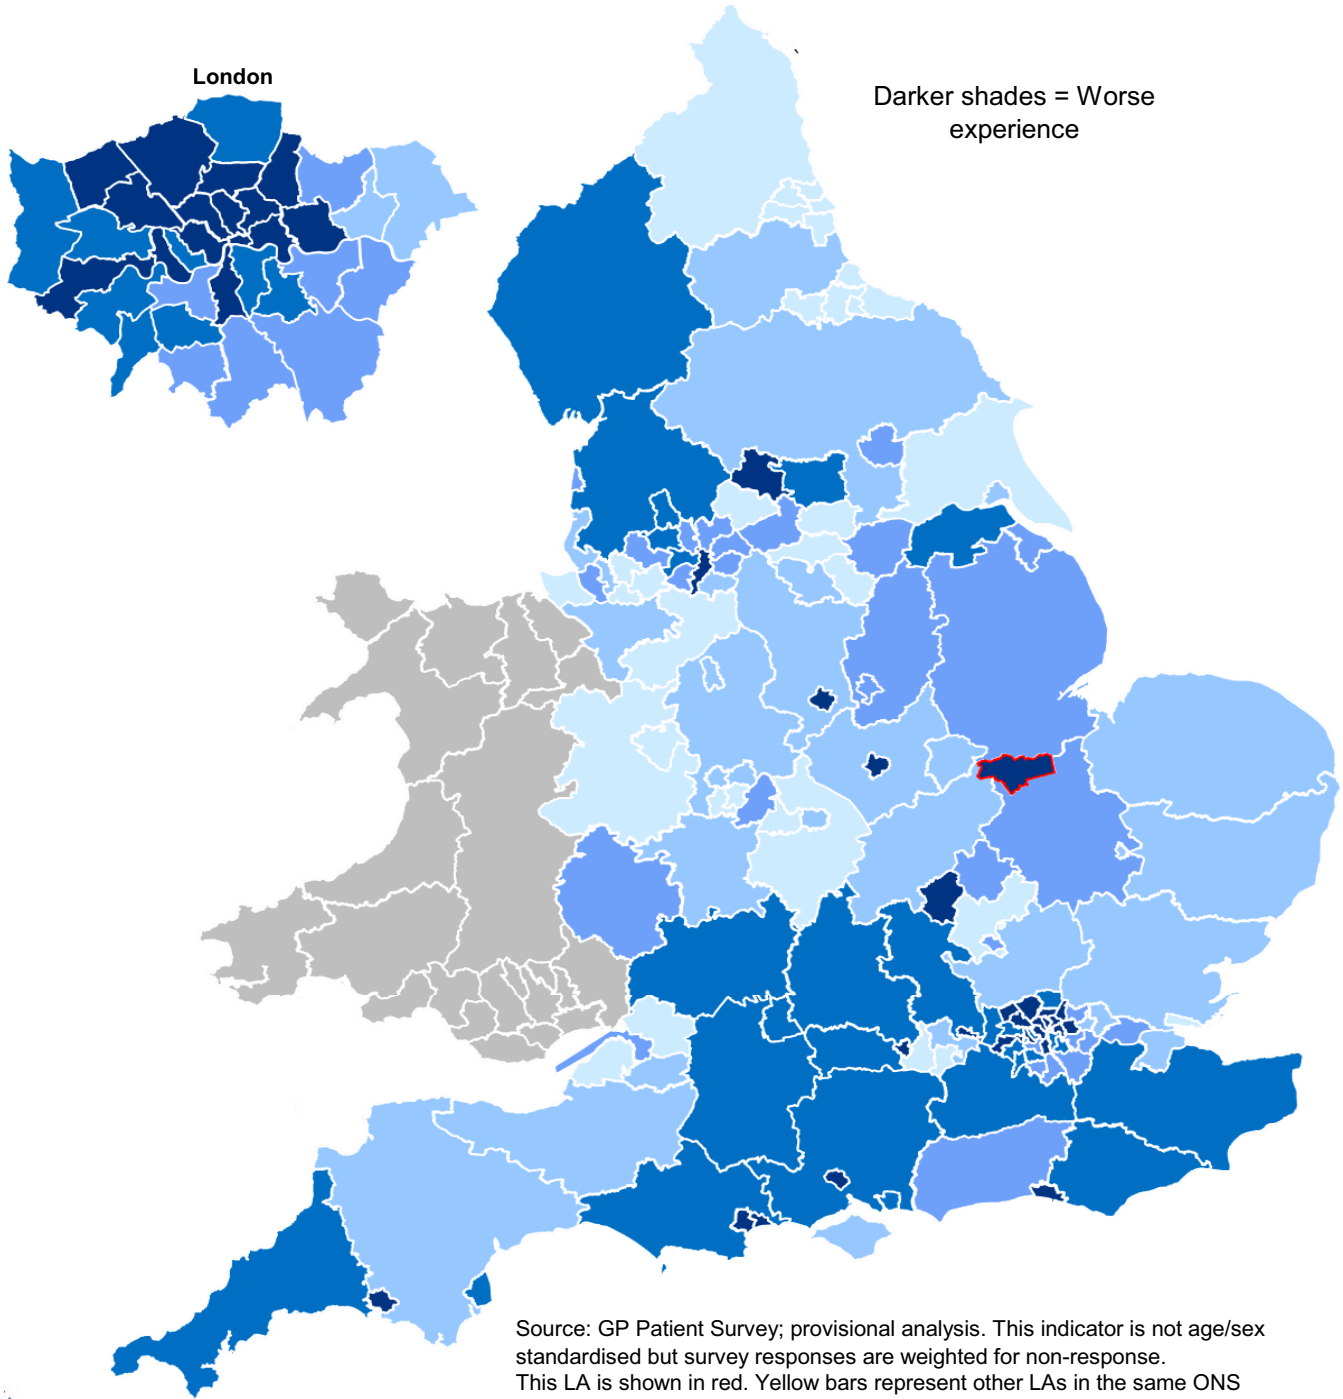 London
Darker shades = Worse
experience
Source: GP Patient Survey; provisional analysis. This indicator is not age/sex
standardised but survey responses are weighted for non-response.
This LA is shown in red. Yellow bars represent other LAs in the same ONS